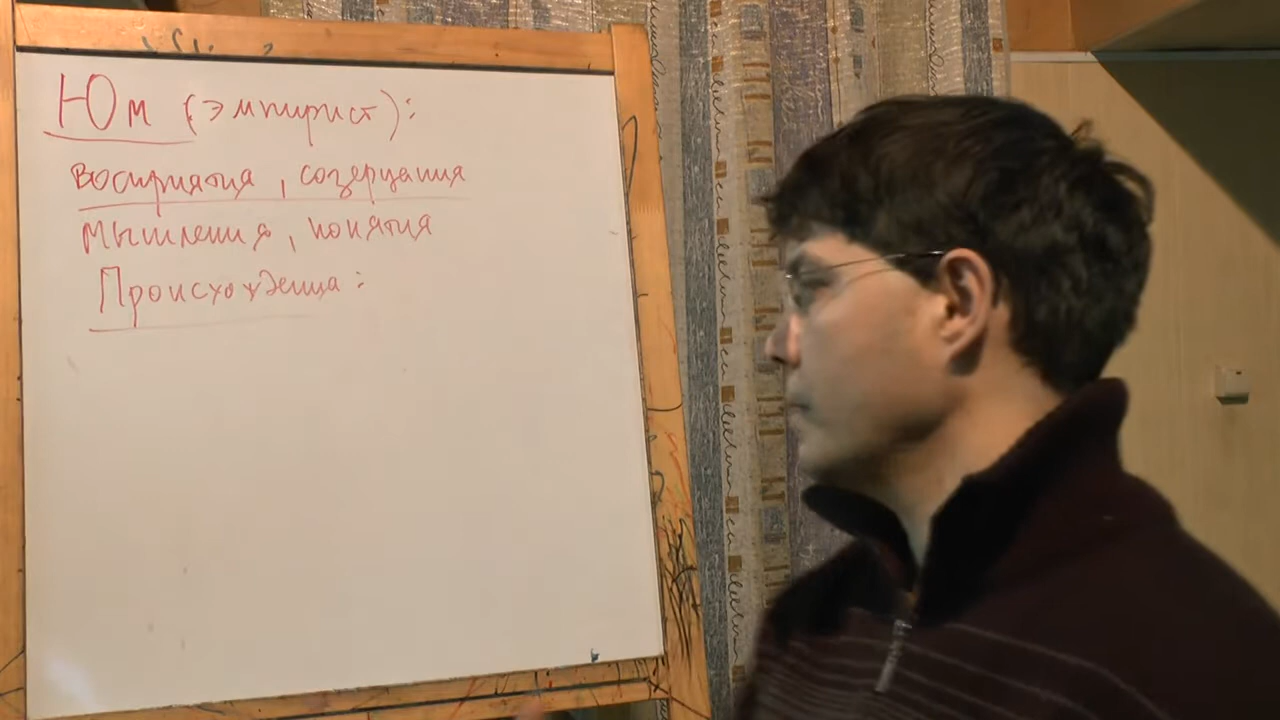 Юм (эмпирист):
восприятия, созерцания
мышления, понятия
Происхождения: